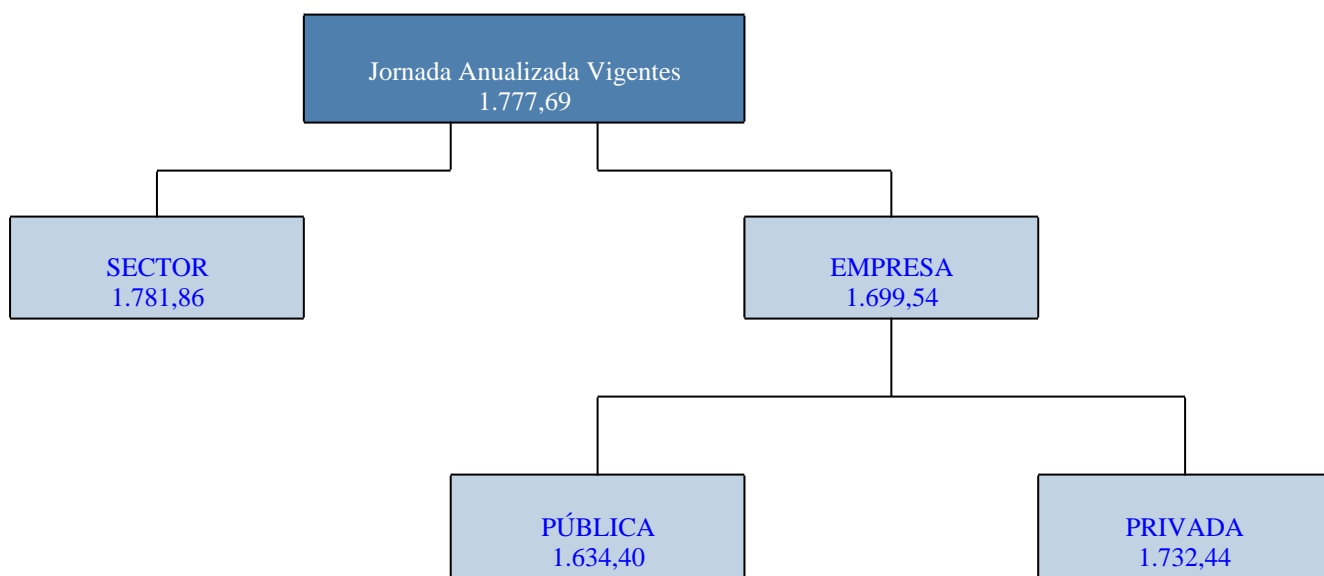 Jornada Anualizada Vigentes
1.777,69
SECTOR
1.781,86
EMPRESA
1.699,54
PÚBLICA
1.634,40
PRIVADA
1.732,44